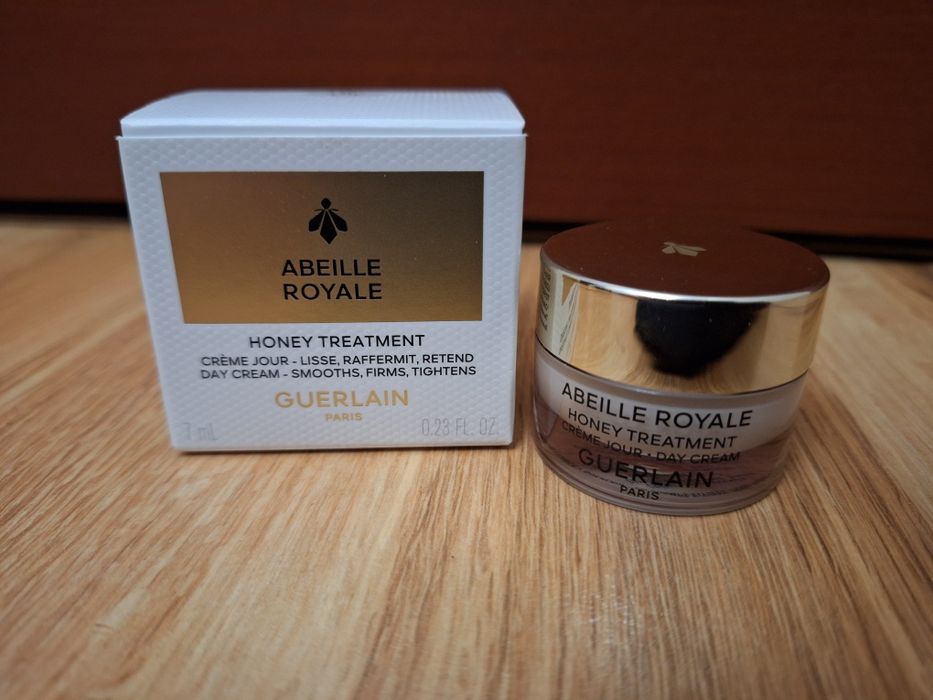 ABEILLE
ROYALE
HONEY TREATMENT
CRÈME JOUR - LISSE, RAFFERMIT, RETEND
DAY CREAM - SMOOTHS, FIRMS, TIGHTENS
GUERLAIN
PARIS
7 mL 0.23 FL. OZ.
ABEILLE ROYALE
HONEY TREATMENT
CRÈME JOUR • DAY CREAM
GUERLAIN
PARIS